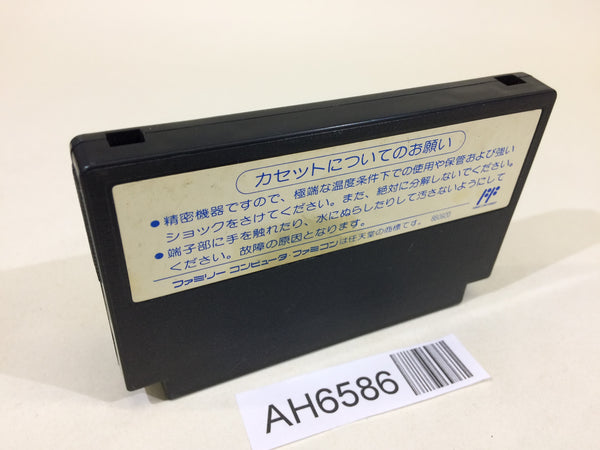 カセットについてのお願い
●精密機器ですので、極端な温度条件下での使用や保管および強い
ショックをさけてください。また、絶対に分解しないでください。
●端子部に手を触れたり、水にぬらしたりして汚さないようにして
ください。故障の原因となります。
ファミリーコンピュータ・ファミコンは任天堂の商標です。
AH6586